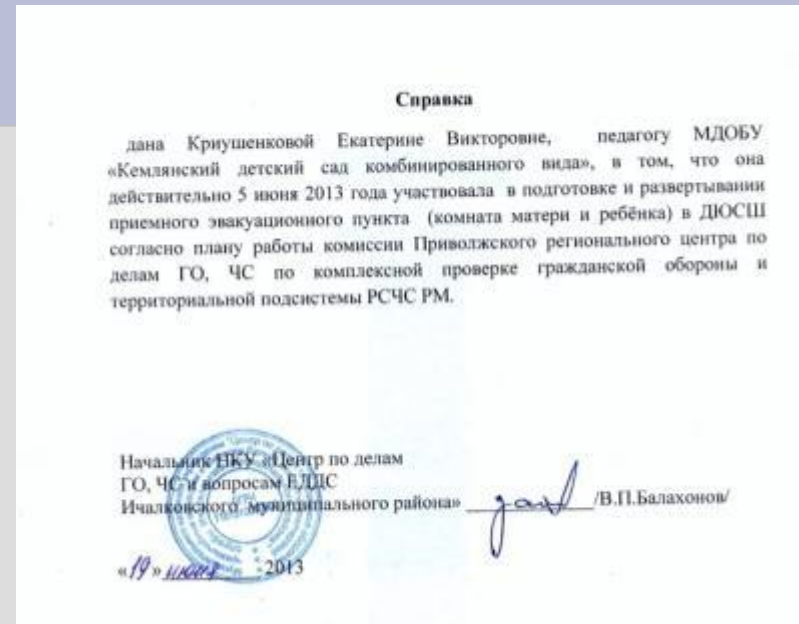 Справка
дана Криушенковой Екатерине Викторовне, педагогу МДОБУ
«Кемлянский детский сад комбинированного вида», в том, что она
действительно 5 июня 2013 года участвовала в подготовке и развертывании
приемного эвакуационного пункта (комната матери и ребёнка) в ДЮСШ
согласно плану работы комиссии Приволжского регионального центра по
делам ГО, ЧС по комплексной проверке гражданской обороны и
территориальной подсистемы РСЧС РМ.
Начальник НКУ «Центр по делам
ГО, ЧС и вопросам ЕДДС
Ичалковского муниципального района» /В.П.Балахонов/
«19» июня 2013